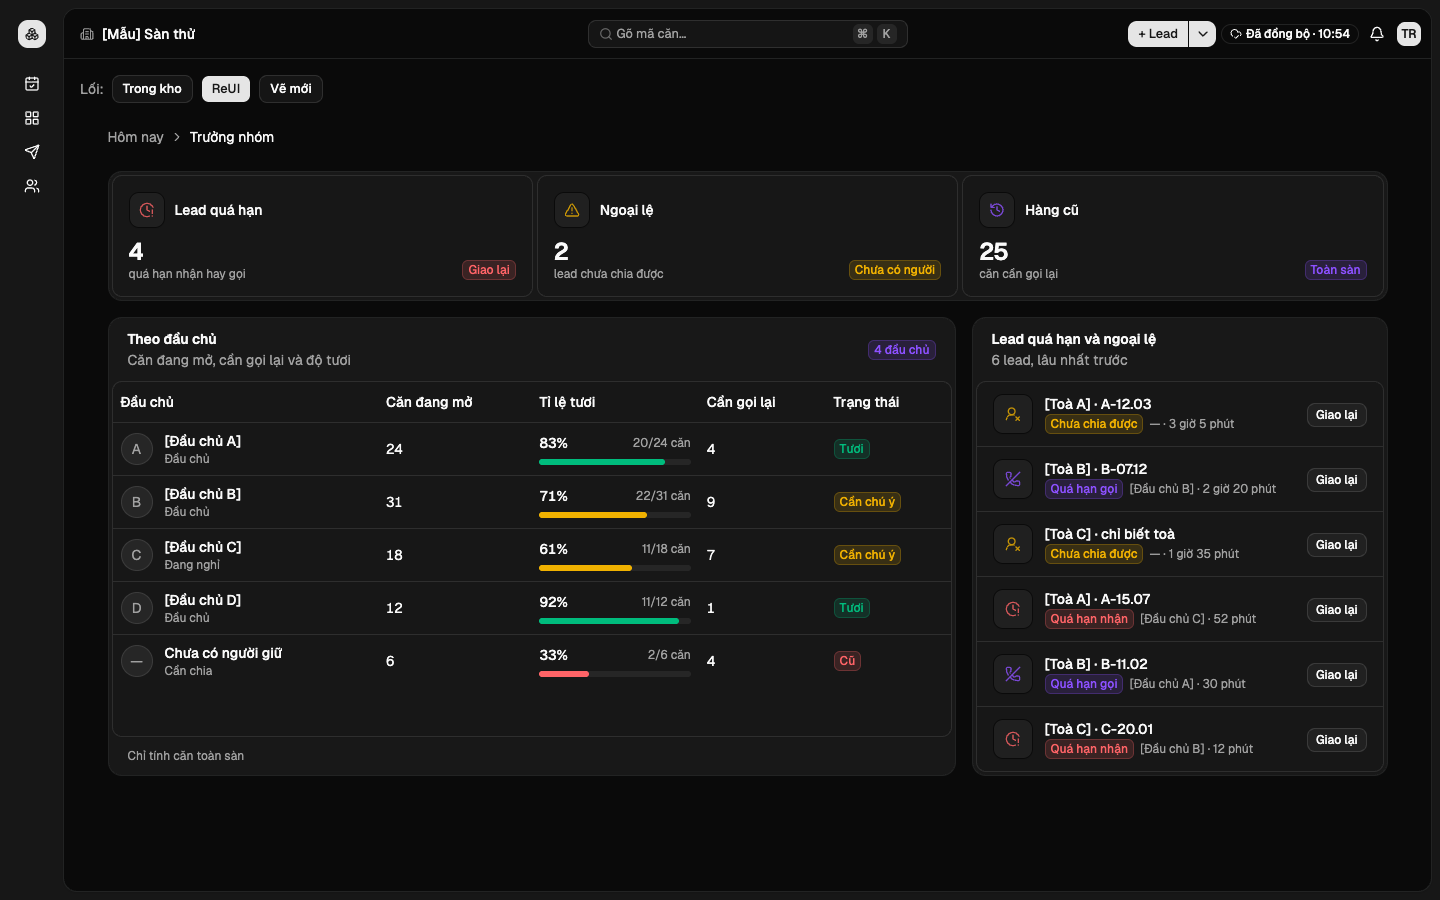 [Mẫu] Sàn thử
Gõ mã căn...
⌘ K
+ Lead
Đã đồng bộ · 10:54
TR
Lối: Trong kho ReUI Vẽ mới
Hôm nay > Trưởng nhóm
Lead quá hạn
4
quá hạn nhận hay gọi
Giao lại
Ngoại lệ
2
lead chưa chia được
Chưa có người
Hàng cũ
25
căn cần gọi lại
Toàn sàn
Theo đầu chủ
Căn đang mở, cần gọi lại và độ tươi
4 đầu chủ
Đầu chủ Căn đang mở Tỉ lệ tươi Cần gọi lại Trạng thái
A [Đầu chủ A] Đầu chủ 24 83% 20/24 căn 4 Tươi
B [Đầu chủ B] Đầu chủ 31 71% 22/31 căn 9 Cần chú ý
C [Đầu chủ C] Đang nghỉ 18 61% 11/18 căn 7 Cần chú ý
D [Đầu chủ D] Đầu chủ 12 92% 11/12 căn 1 Tươi
— Chưa có người giữ Cần chia 6 33% 2/6 căn 4 Cũ
Chỉ tính căn toàn sàn
Lead quá hạn và ngoại lệ
6 lead, lâu nhất trước
[Toà A] · A-12.03
Chưa chia được — · 3 giờ 5 phút
Giao lại
[Toà B] · B-07.12
Quá hạn gọi [Đầu chủ B] · 2 giờ 20 phút
Giao lại
[Toà C] · chỉ biết toà
Chưa chia được — · 1 giờ 35 phút
Giao lại
[Toà A] · A-15.07
Quá hạn nhận [Đầu chủ C] · 52 phút
Giao lại
[Toà B] · B-11.02
Quá hạn gọi [Đầu chủ A] · 30 phút
Giao lại
[Toà C] · C-20.01
Quá hạn nhận [Đầu chủ B] · 12 phút
Giao lại